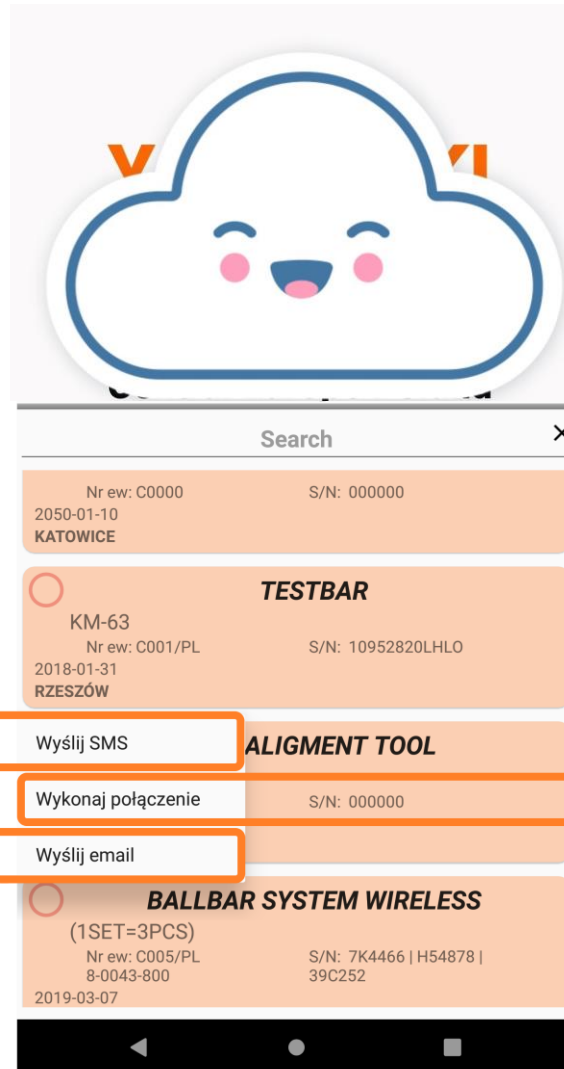 Search
Nr ew: C0000 S/N: 000000
2050-01-10
KATOWICE
TESTBAR
KM-63
Nr ew: C001/PL S/N: 10952820LHLO
2018-01-31
RZESZÓW
Wyślij SMS
ALIGMENT TOOL
Wykonaj połączenie S/N: 000000
Wyślij email
BALLBAR SYSTEM WIRELESS
(1SET=3PCS)
Nr ew: C005/PL S/N: 7K4466 | H54878 |
8-0043-800 39C252
2019-03-07